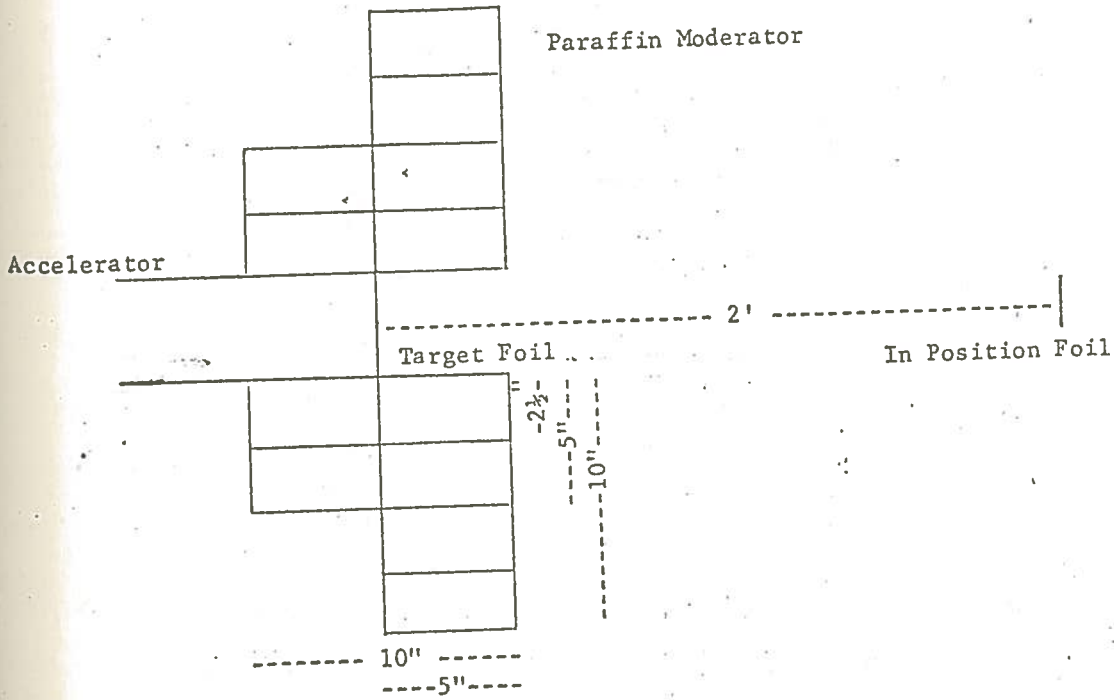 Paraffin Moderator
Accelerator
2'
Target Foil
In Position Foil
2½"
5"
10"
10"
5"